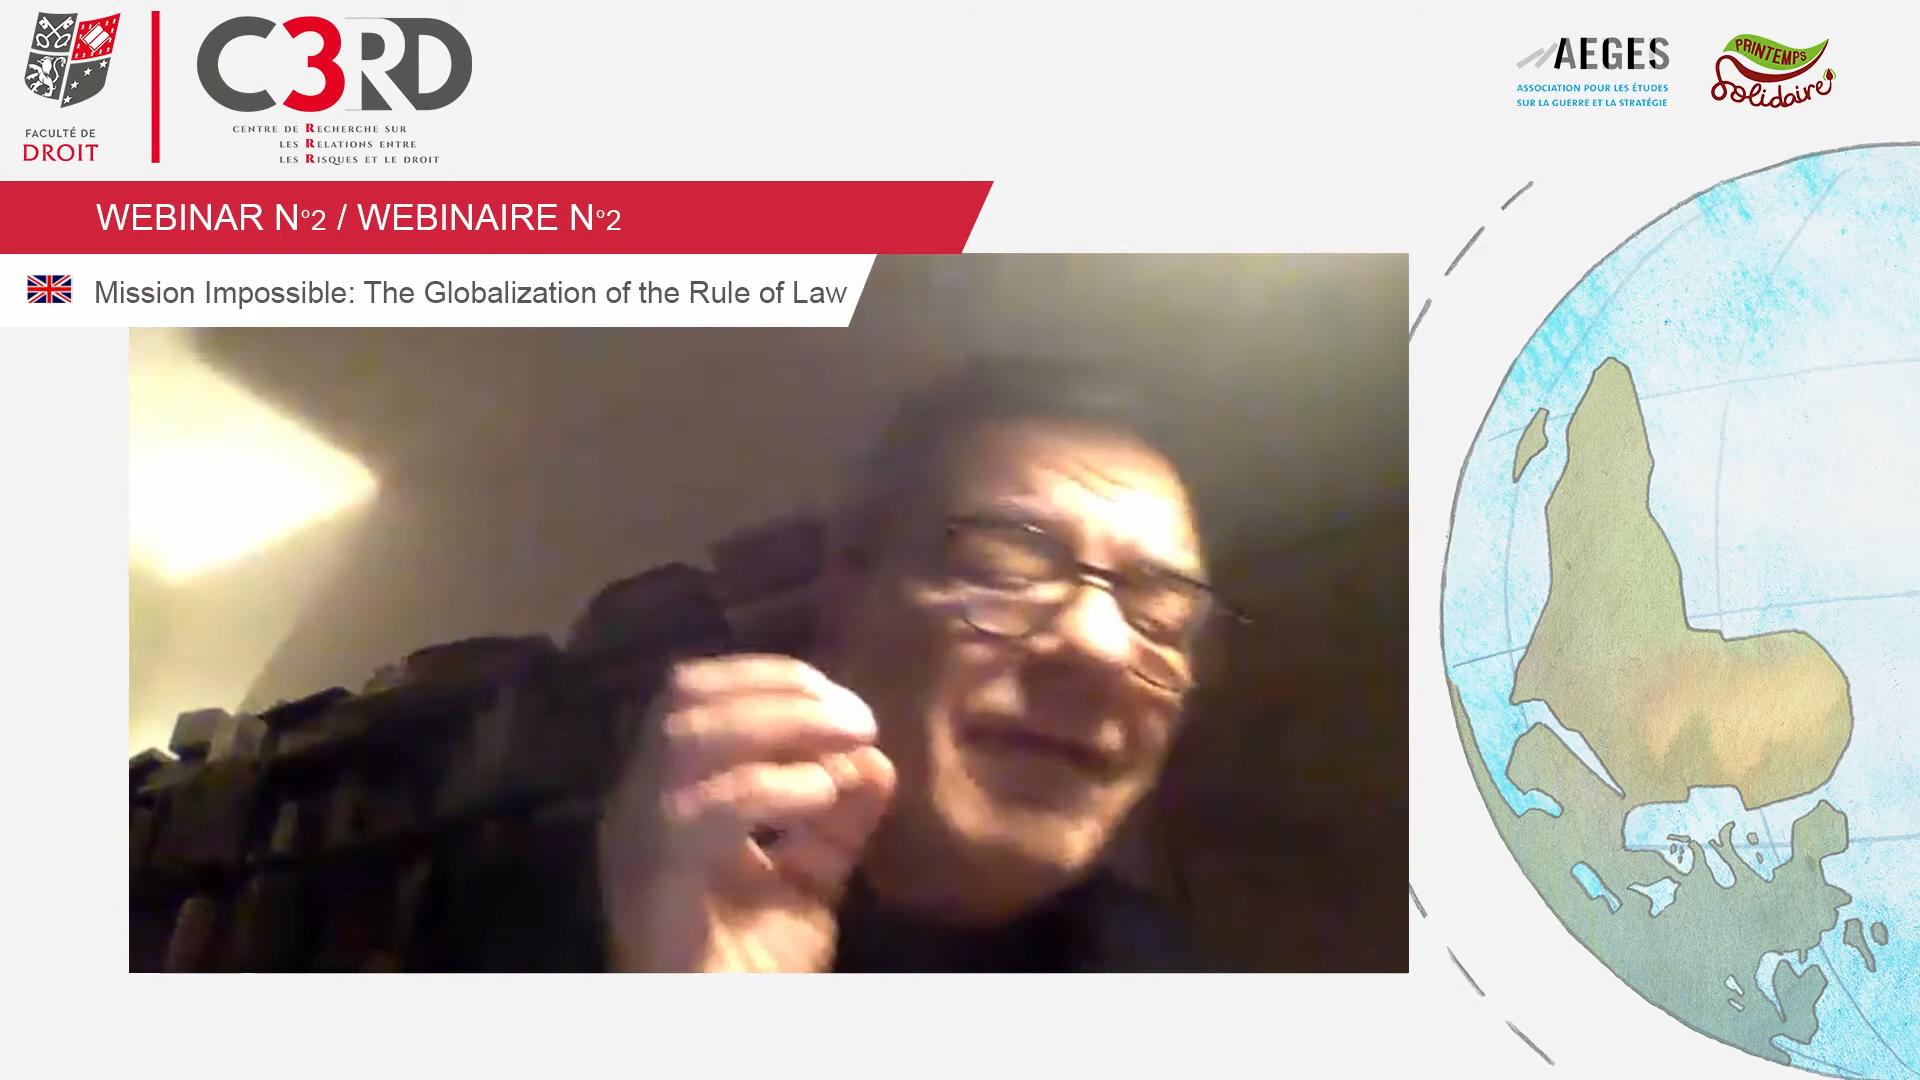 C3RD
FACULTÉ DE
DROIT
CENTRE DE RECHERCHE SUR
LES RELATIONS ENTRE
LES RISQUES ET LE DROIT
AEGES
ASSOCIATION POUR LES ÉTUDES
SUR LA GUERRE ET LA STRATÉGIE
PRINTEMPS
Solidaire
WEBINAR N°2 / WEBINAIRE N°2
Mission Impossible: The Globalization of the Rule of Law